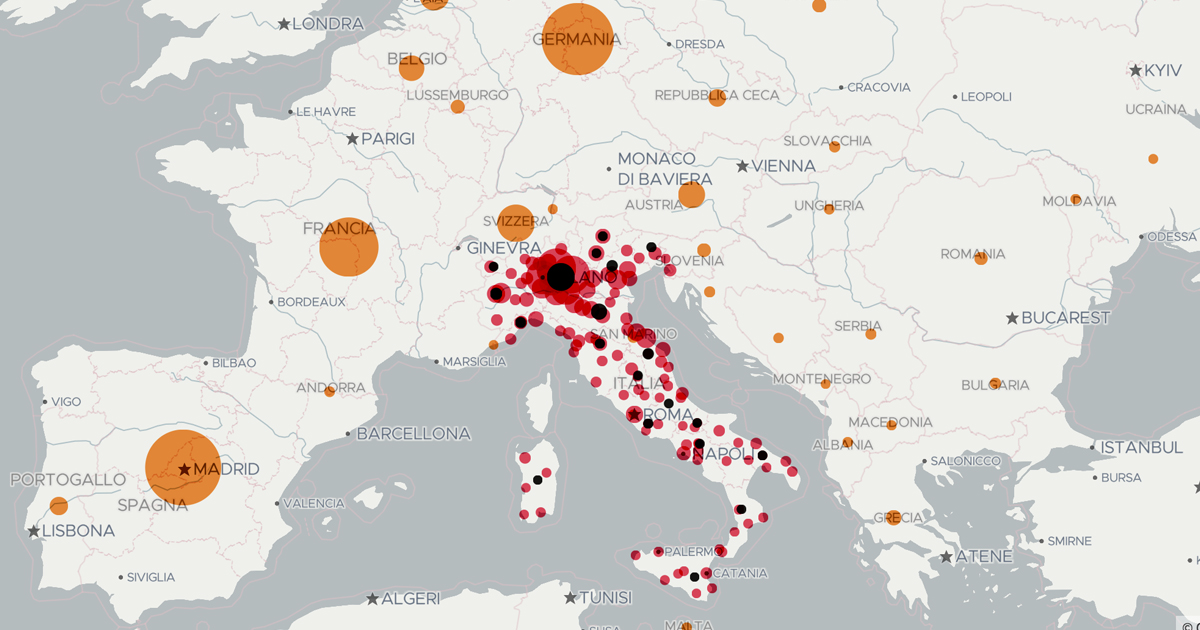 LONDRA
GERMANIA
DRESDA
BELGIO
KYIV
CRACOVIA
LUSSEMBURGO
REPUBBLICA CECA
LEOPOLI
UCRAINA
LE HAVRE
PARIGI
SLOVACCHIA
MONACO
DI BAVIERA
VIENNA
AUSTRIA
UNGHERIA
MOLDAVIA
FRANCIA
SVIZZERA
GINEVRA
ODESSA
SLOVENIA
ROMANIA
BORDEAUX
BUCAREST
SAN MARINO
SERBIA
BILBAO
MARSIGLIA
ANDORRA
ITALIA
MONTENEGRO
BULGARIA
VIGO
ROMA
MACEDONIA
BARCELLONA
ALBANIA
ISTANBUL
NAPOLI
SALONICCO
MADRID
PORTOGALLO
BURSA
SPAGNA
VALENCIA
GRECIA
LISBONA
SMIRNE
PALERMO
ATENE
CATANIA
SIVIGLIA
ALGERI
TUNISI
MALTA
©